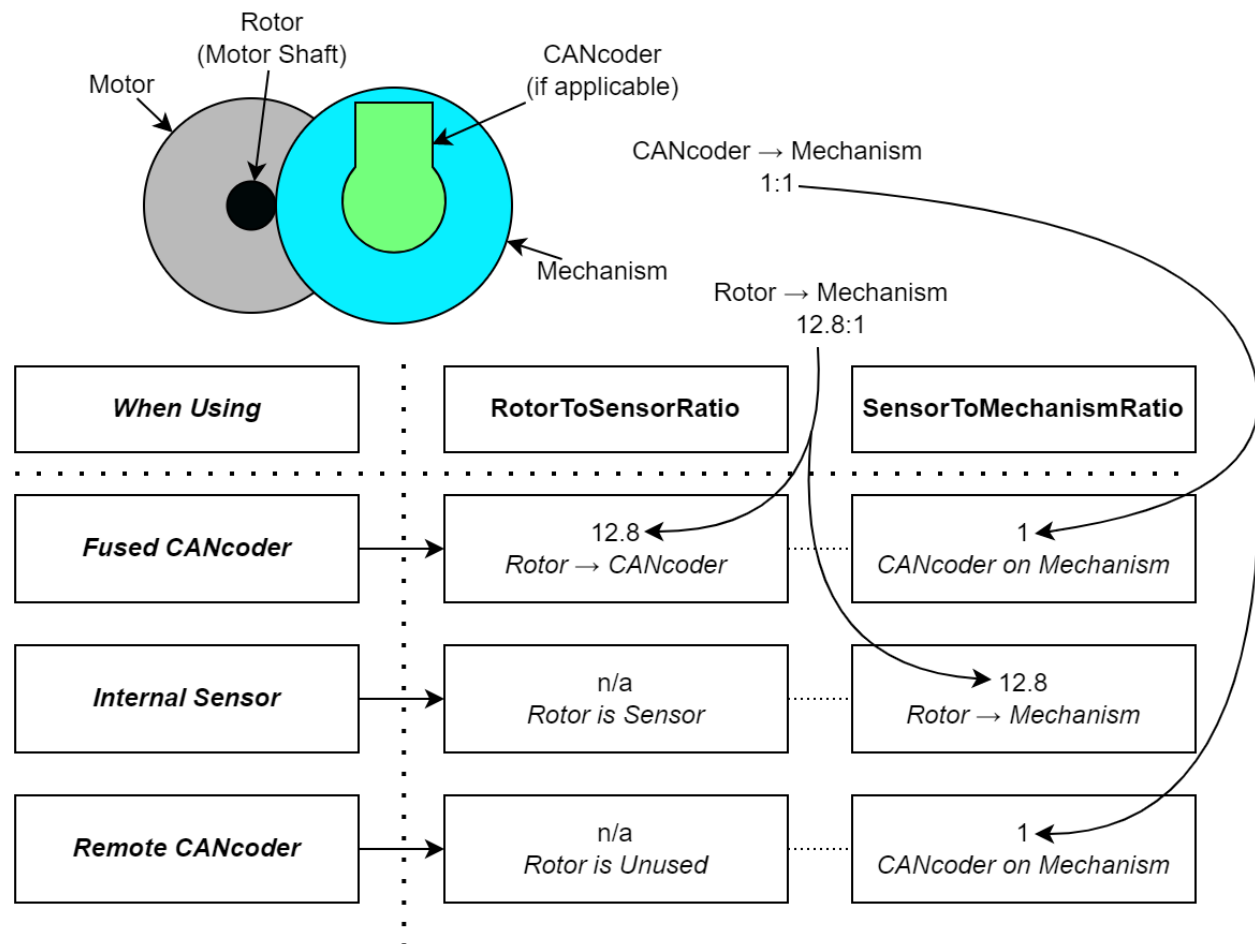 Rotor
(Motor Shaft)
CANcoder
(if applicable)
Motor
CANcoder → Mechanism
1:1
Mechanism
Rotor → Mechanism
12.8:1
When Using
RotorToSensorRatio
SensorToMechanismRatio
Fused CANcoder
12.8
Rotor → CANcoder
1
CANcoder on Mechanism
Internal Sensor
n/a
Rotor is Sensor
12.8
Rotor → Mechanism
Remote CANcoder
n/a
Rotor is Unused
1
CANcoder on Mechanism